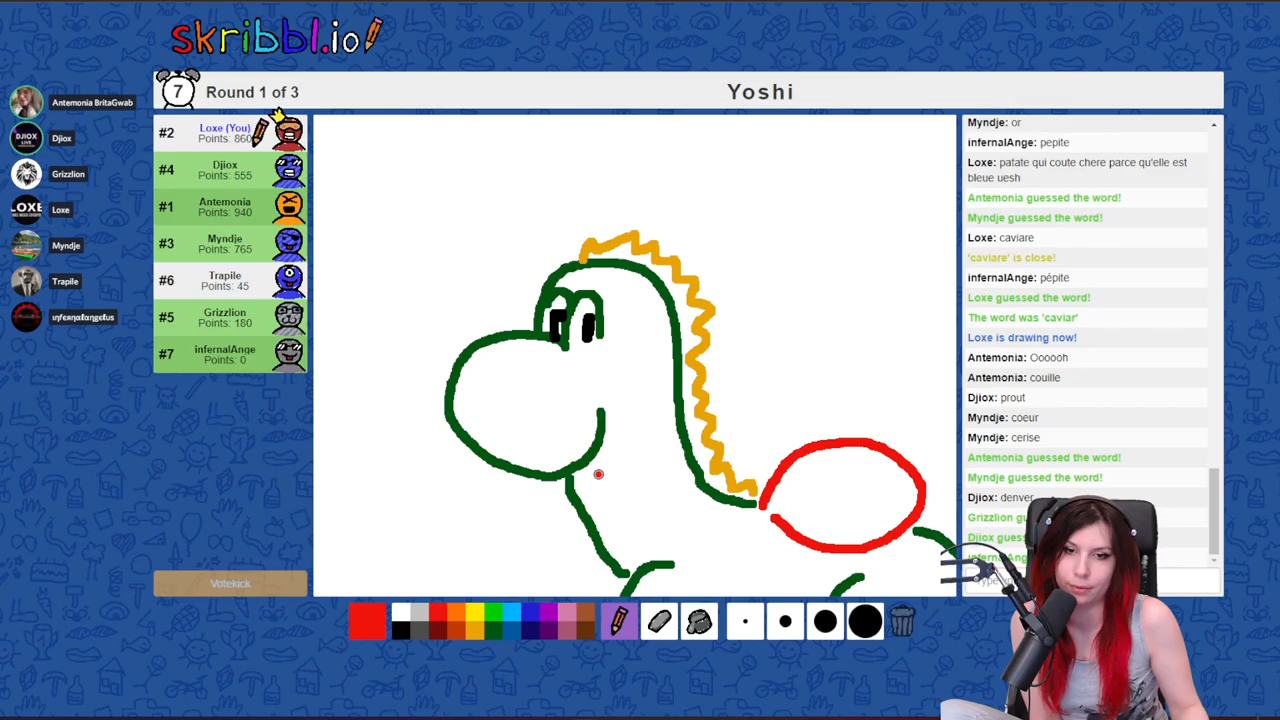 skribbl.io
7
Round 1 of 3
Yoshi
Antemonia BritaGwab
DJIOX
LIVE
Djiox
Grizzlion
LOXE
Loxe
Myndje
Trapile
#2
Loxe (You)
Points: 860
#4
Djiox
Points: 555
#1
Antemonia
Points: 940
#3
Myndje
Points: 765
#6
Trapile
Points: 45
#5
Grizzlion
Points: 180
#7
infernalAnge
Points: 0
Votekick
Myndje: or
infernalAnge: pepite
Loxe: patate qui coute chere parce qu'elle est
bleue uesh
Antemonia guessed the word!
Myndje guessed the word!
Loxe: caviare
'caviare' is close!
infernalAnge: pépite
Loxe guessed the word!
The word was 'caviar'
Loxe is drawing now!
Antemonia: Oooooh
Antemonia: couille
Djiox: prout
Myndje: coeur
Myndje: cerise
Antemonia guessed the word!
Myndje guessed the word!
Djiox: denver
Grizzlion
Djiox